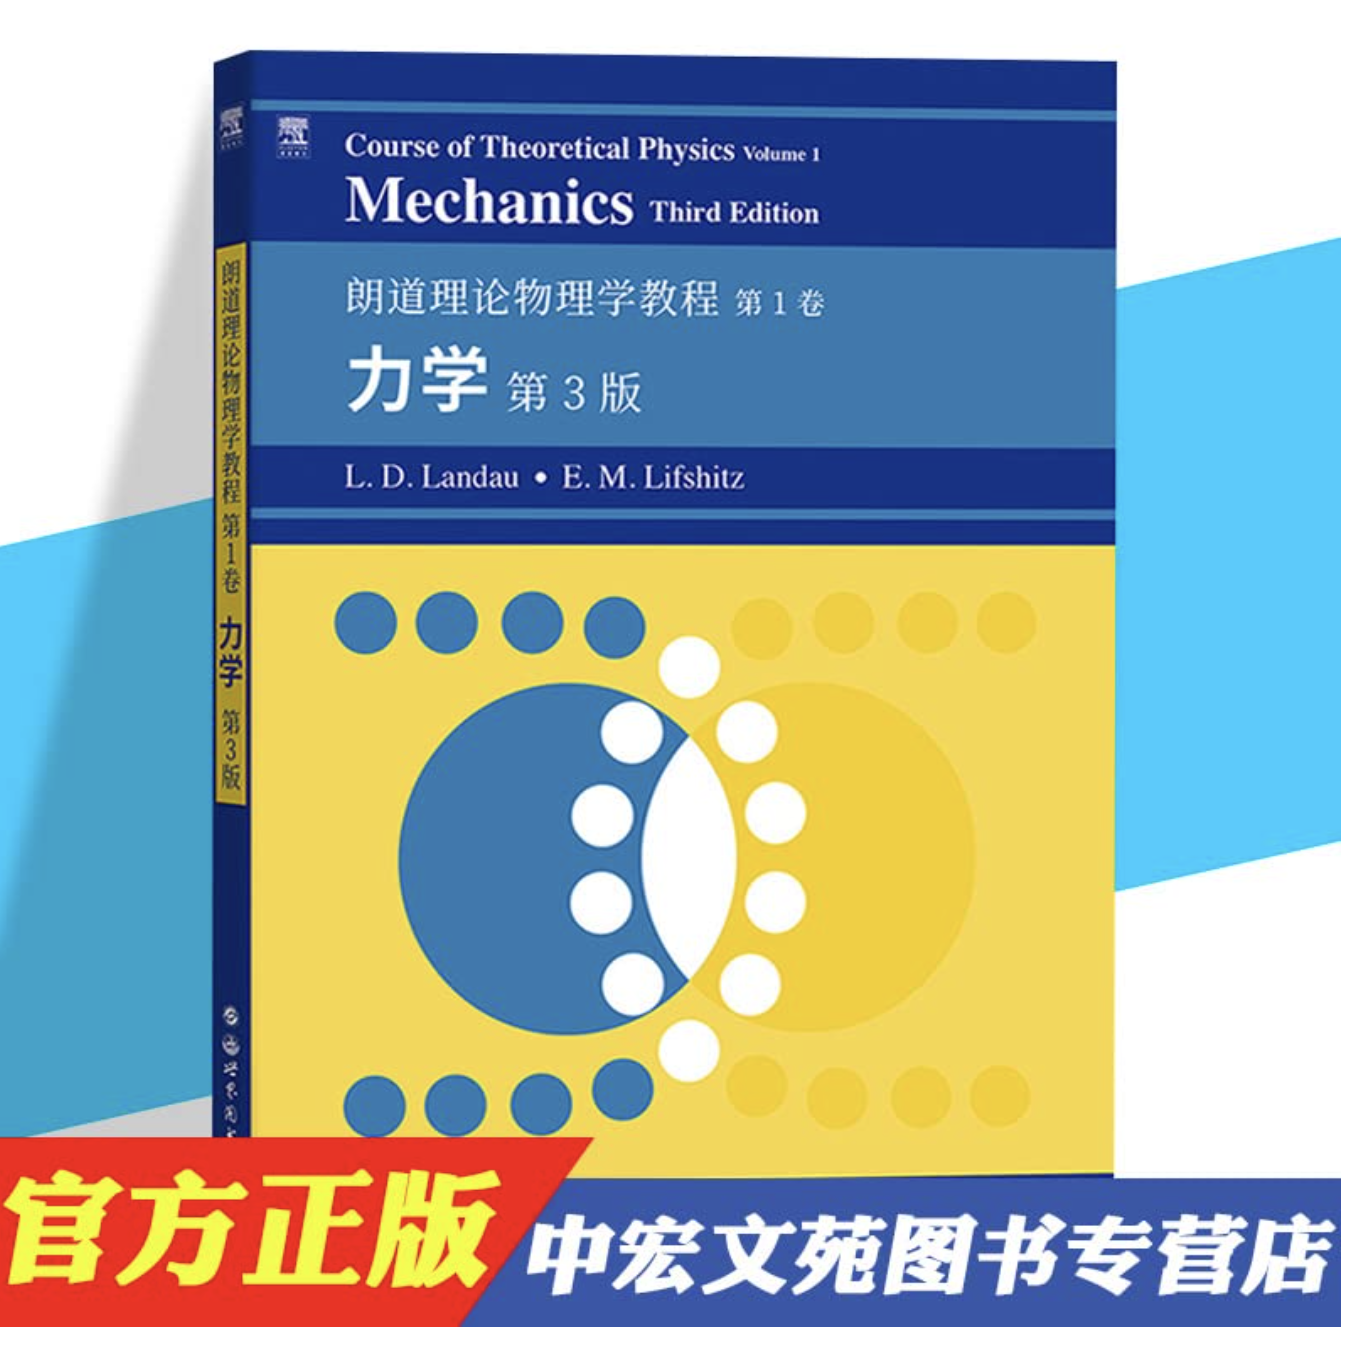 Course of Theoretical Physics Volume 1
Mechanics Third Edition
朗道理论物理学教程 第1卷
力学 第3版
L. D. Landau • E. M. Lifshitz
朗道理论物理学教程 第1卷 力学 第3版
官方正版
中宏文苑图书专营店